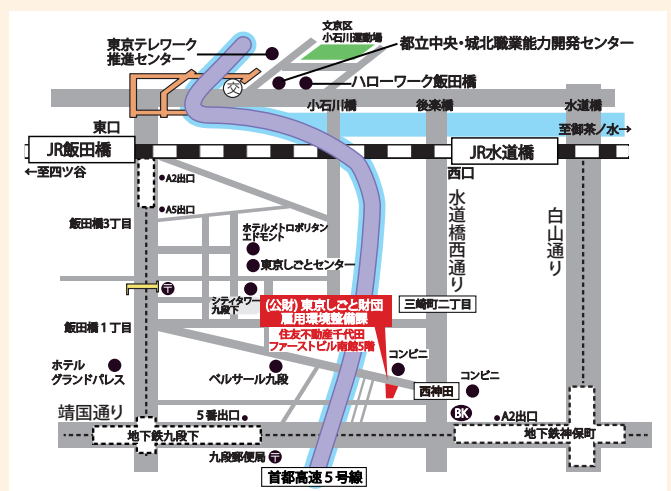 文京区
小石川運動場
東京テレワーク
推進センター
都立中央・城北職業能力開発センター
交
ハローワーク飯田橋
小石川橋
後楽橋
水道橋
東口
至御茶ノ水→
JR飯田橋
JR水道橋
←至四ツ谷
西口
A2出口
A5出口
飯田橋3丁目
水道橋西通り
白山通り
ホテルメトロポリタン
エドモント
東京しごとセンター
〒
シティタワー
九段下
(公財)東京しごと財団
雇用環境整備課
三崎町二丁目
飯田橋1丁目
住友不動産千代田
ファーストビル南館5階
コンビニ
ホテル
グランドパレス
ベルサール九段
西神田
コンビニ
靖国通り
5番出口
BK
A2出口
地下鉄九段下
地下鉄神保町
九段郵便局
〒
首都高速5号線